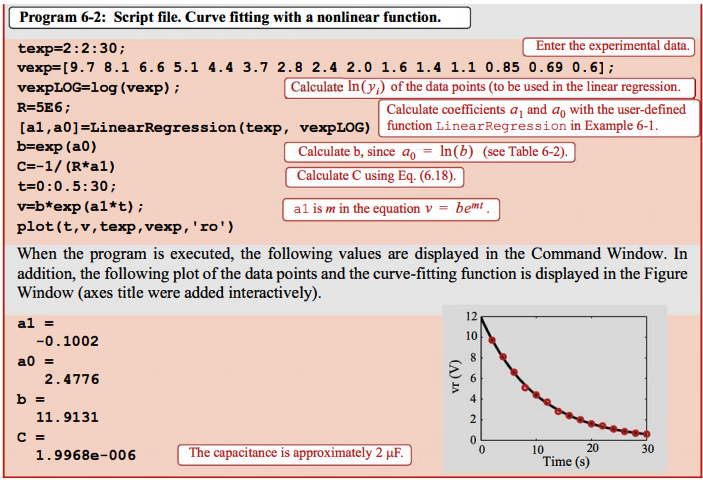 Program 6-2: Script file. Curve fitting with a nonlinear function.
texp=2:2:30;
Enter the experimental data.
vexp=[9.7 8.1 6.6 5.1 4.4 3.7 2.8 2.4 2.0 1.6 1.4 1.1 0.85 0.69 0.6];
vexpLOG=log(vexp);
Calculate ln(yᵢ) of the data points (to be used in the linear regression.
R=5E6;
Calculate coefficients a₁ and a₀ with the user-defined
function LinearRegression in Example 6-1.
[a1,a0]=LinearRegression(texp, vexpLOG)
b=exp(a0)
Calculate b, since a₀ = ln(b) (see Table 6-2).
C=-1/(R*a1)
Calculate C using Eq. (6.18).
t=0:0.5:30;
v=b*exp(a1*t);
a1 is m in the equation v = beᵐᵗ.
plot(t,v,texp,vexp,'ro')
When the program is executed, the following values are displayed in the Command Window. In
addition, the following plot of the data points and the curve-fitting function is displayed in the Figure
Window (axes title were added interactively).
a1 =
-0.1002
a0 =
2.4776
b =
11.9131
C =
1.9968e-006
The capacitance is approximately 2 μF.
12
10
8
6
4
2
0
vr (V)
0 10 20 30
Time (s)